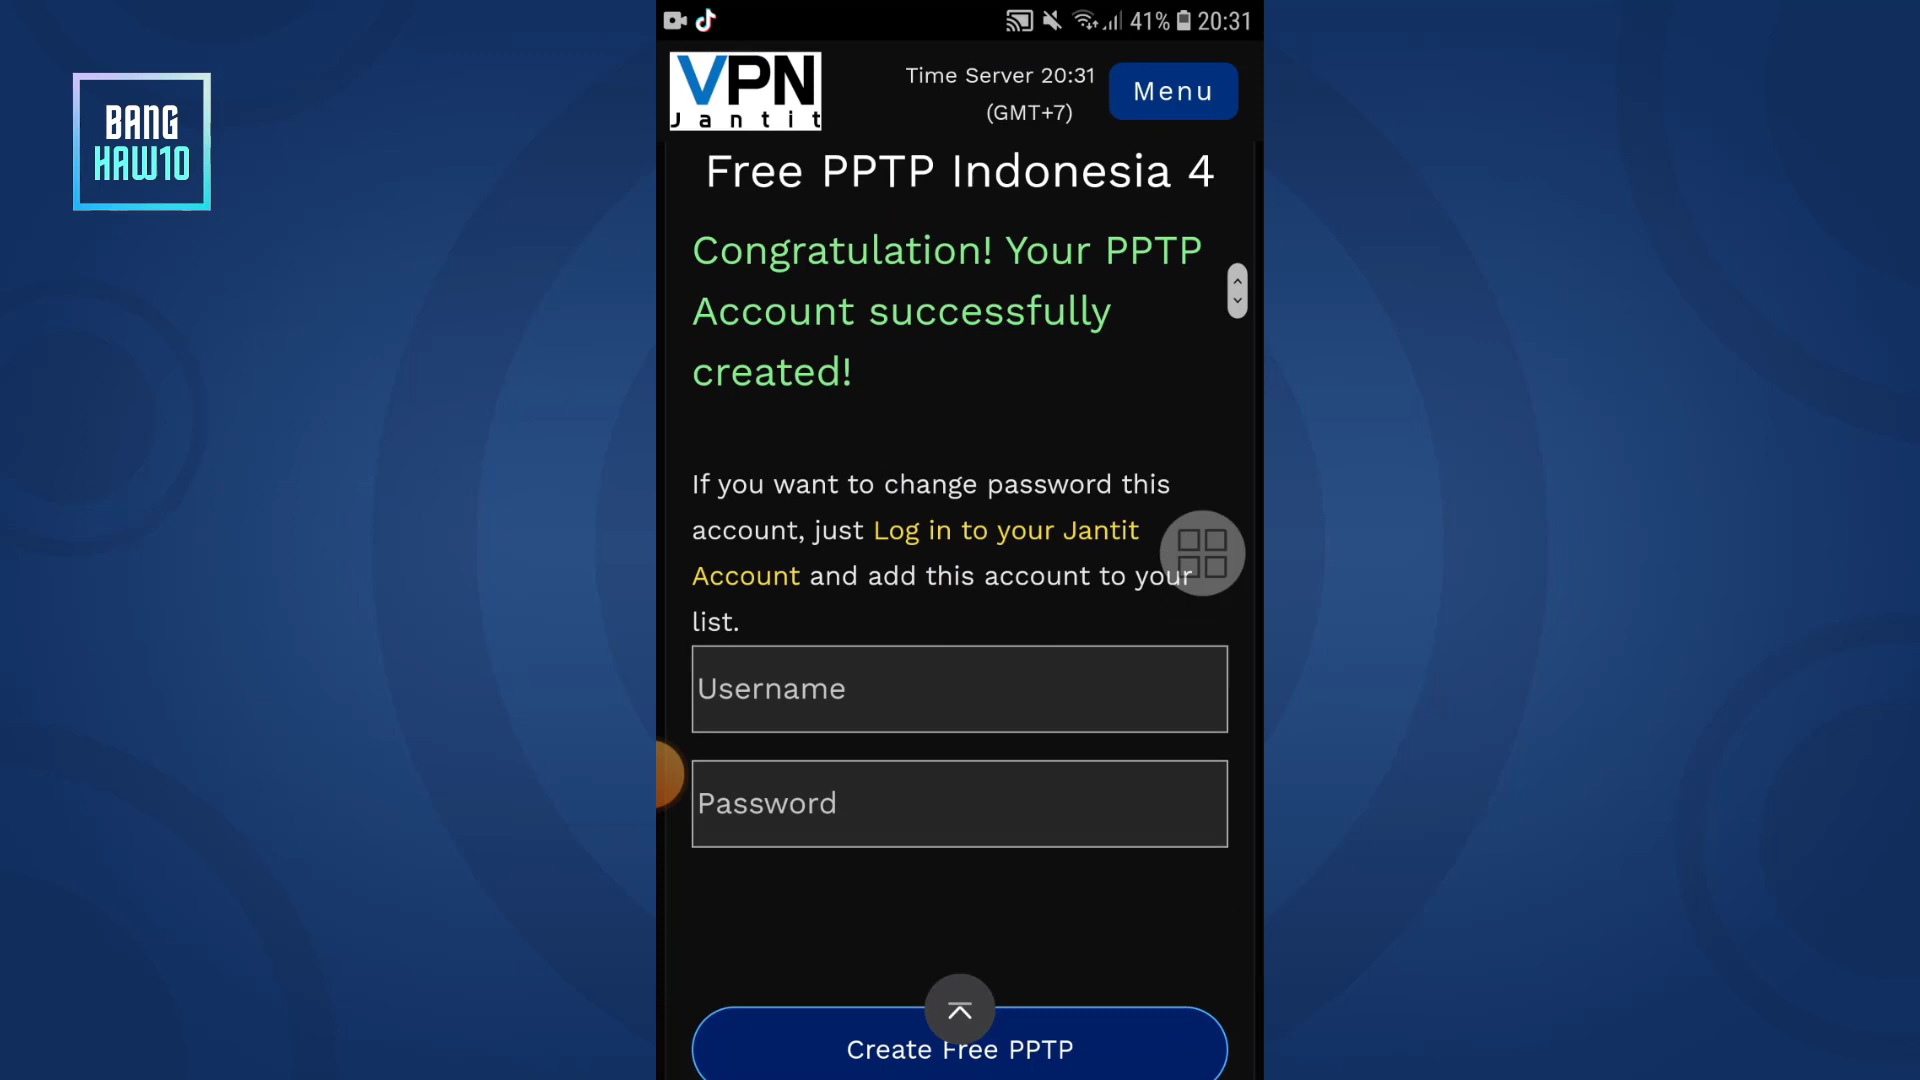 41% 20:31
BANG
HAW10
VPN
Jantit
Time Server 20:31
(GMT+7)
Menu
Free PPTP Indonesia 4
Congratulation! Your PPTP
Account successfully
created!
If you want to change password this
account, just Log in to your Jantit
Account and add this account to your
list.
Username
Password
Create Free PPTP